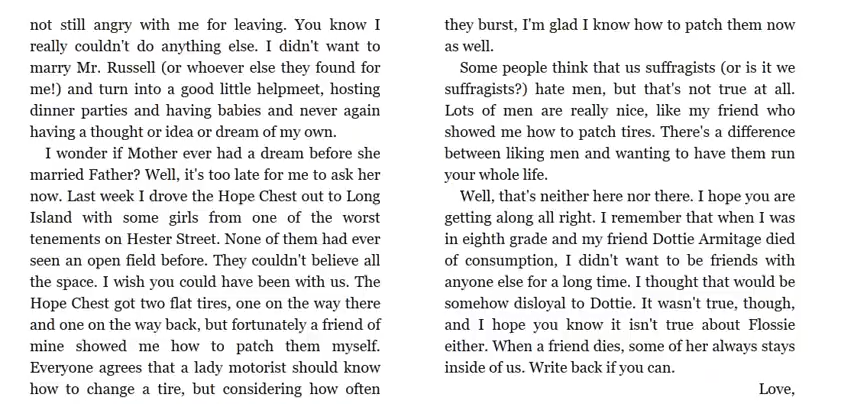 not still angry with me for leaving. You know I
really couldn't do anything else. I didn't want to
marry Mr. Russell (or whoever else they found for
me!) and turn into a good little helpmeet, hosting
dinner parties and having babies and never again
having a thought or idea or dream of my own.
I wonder if Mother ever had a dream before she
married Father? Well, it's too late for me to ask her
now. Last week I drove the Hope Chest out to Long
Island with some girls from one of the worst
tenements on Hester Street. None of them had ever
seen an open field before. They couldn't believe all
the space. I wish you could have been with us. The
Hope Chest got two flat tires, one on the way there
and one on the way back, but fortunately a friend of
mine showed me how to patch them myself.
Everyone agrees that a lady motorist should know
how to change a tire, but considering how often
they burst, I'm glad I know how to patch them now
as well.
Some people think that us suffragists (or is it we
suffragists?) hate men, but that's not true at all.
Lots of men are really nice, like my friend who
showed me how to patch tires. There's a difference
between liking men and wanting to have them run
your whole life.
Well, that's neither here nor there. I hope you are
getting along all right. I remember that when I was
in eighth grade and my friend Dottie Armitage died
of consumption, I didn't want to be friends with
anyone else for a long time. I thought that would be
somehow disloyal to Dottie. It wasn't true, though,
and I hope you know it isn't true about Flossie
either. When a friend dies, some of her always stays
inside of us. Write back if you can.
Love,